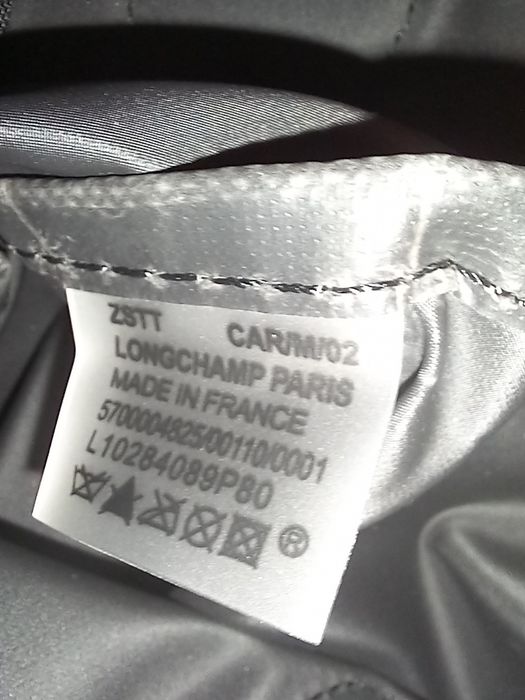 ZSTT CAR/M/02
LONGCHAMP PARIS
MADE IN FRANCE
5700004825/00110/0001
L10284089P80
®